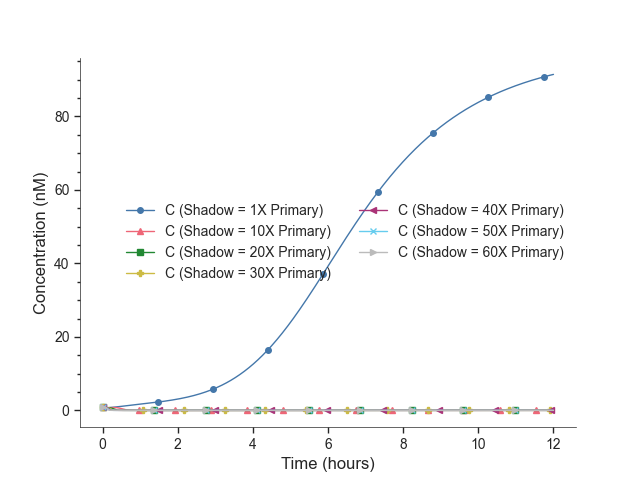 80
60
40
20
0
Concentration (nM)
C (Shadow = 1X Primary)
C (Shadow = 10X Primary)
C (Shadow = 20X Primary)
C (Shadow = 30X Primary)
C (Shadow = 40X Primary)
C (Shadow = 50X Primary)
C (Shadow = 60X Primary)
0 2 4 6 8 10 12
Time (hours)